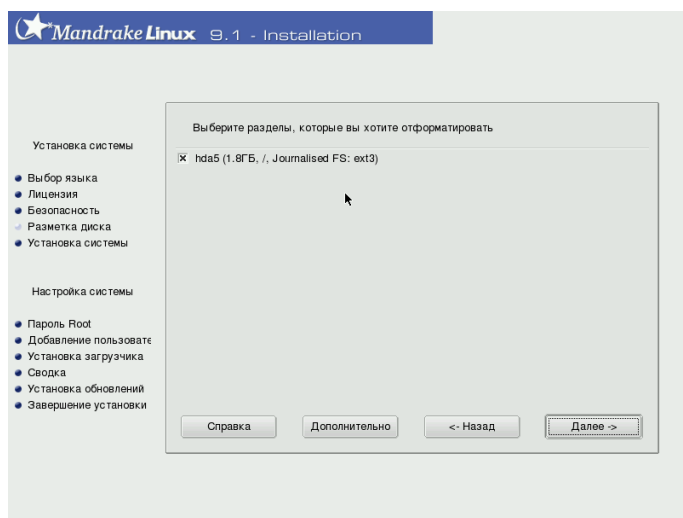 Mandrake Linux 9.1 - Installation
Выберите разделы, которые вы хотите отформатировать
hda5 (1.8ГБ, /, Journalised FS: ext3)
Установка системы
Выбор языка
Лицензия
Безопасность
Разметка диска
Установка системы
Настройка системы
Пароль Root
Добавление пользовате
Установка загрузчика
Сводка
Установка обновлений
Завершение установки
Справка
Дополнительно
<- Назад
Далее ->